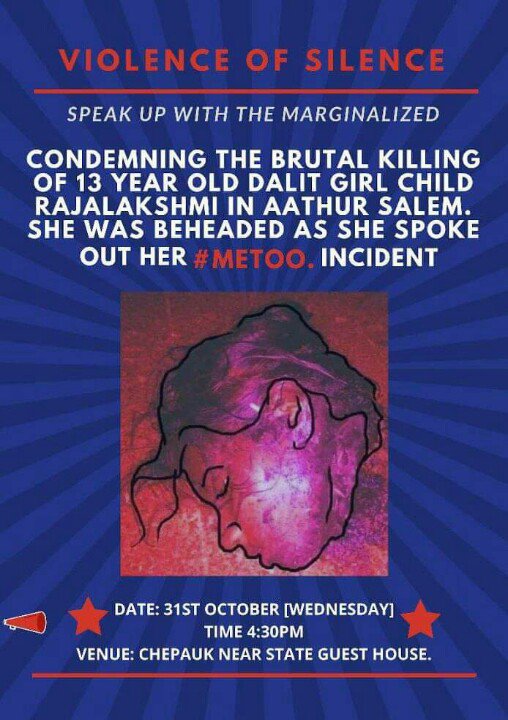 VIOLENCE OF SILENCE
SPEAK UP WITH THE MARGINALIZED
CONDEMNING THE BRUTAL KILLING
OF 13 YEAR OLD DALIT GIRL CHILD
RAJALAKSHMI IN AATHUR SALEM.
SHE WAS BEHEADED AS SHE SPOKE
OUT HER #METOO. INCIDENT
DATE: 31ST OCTOBER [WEDNESDAY]
TIME 4:30PM
VENUE: CHEPAUK NEAR STATE GUEST HOUSE.